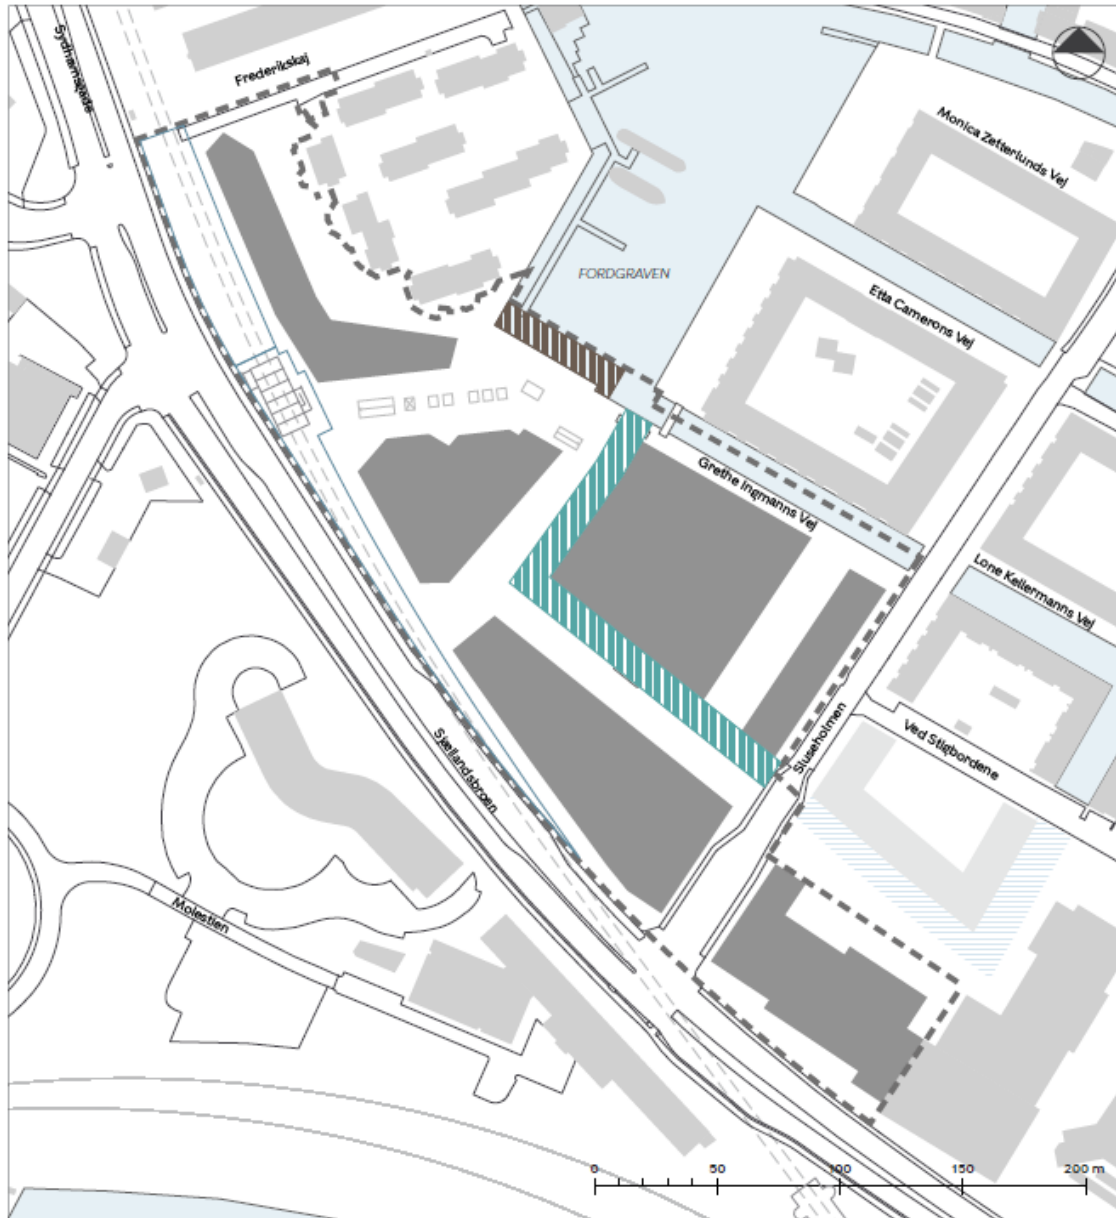 Sydhavnsgade
Frederikskaj
Monica Zetterlunds Vej
FORDGRAVEN
Etta Camerons Vej
Grethe Ingmanns Vej
Lone Kellermanns Vej
Sluseholmen
Ved Stigbordene
Sjællandsbroen
Molestien
0 50 100 150 200 m